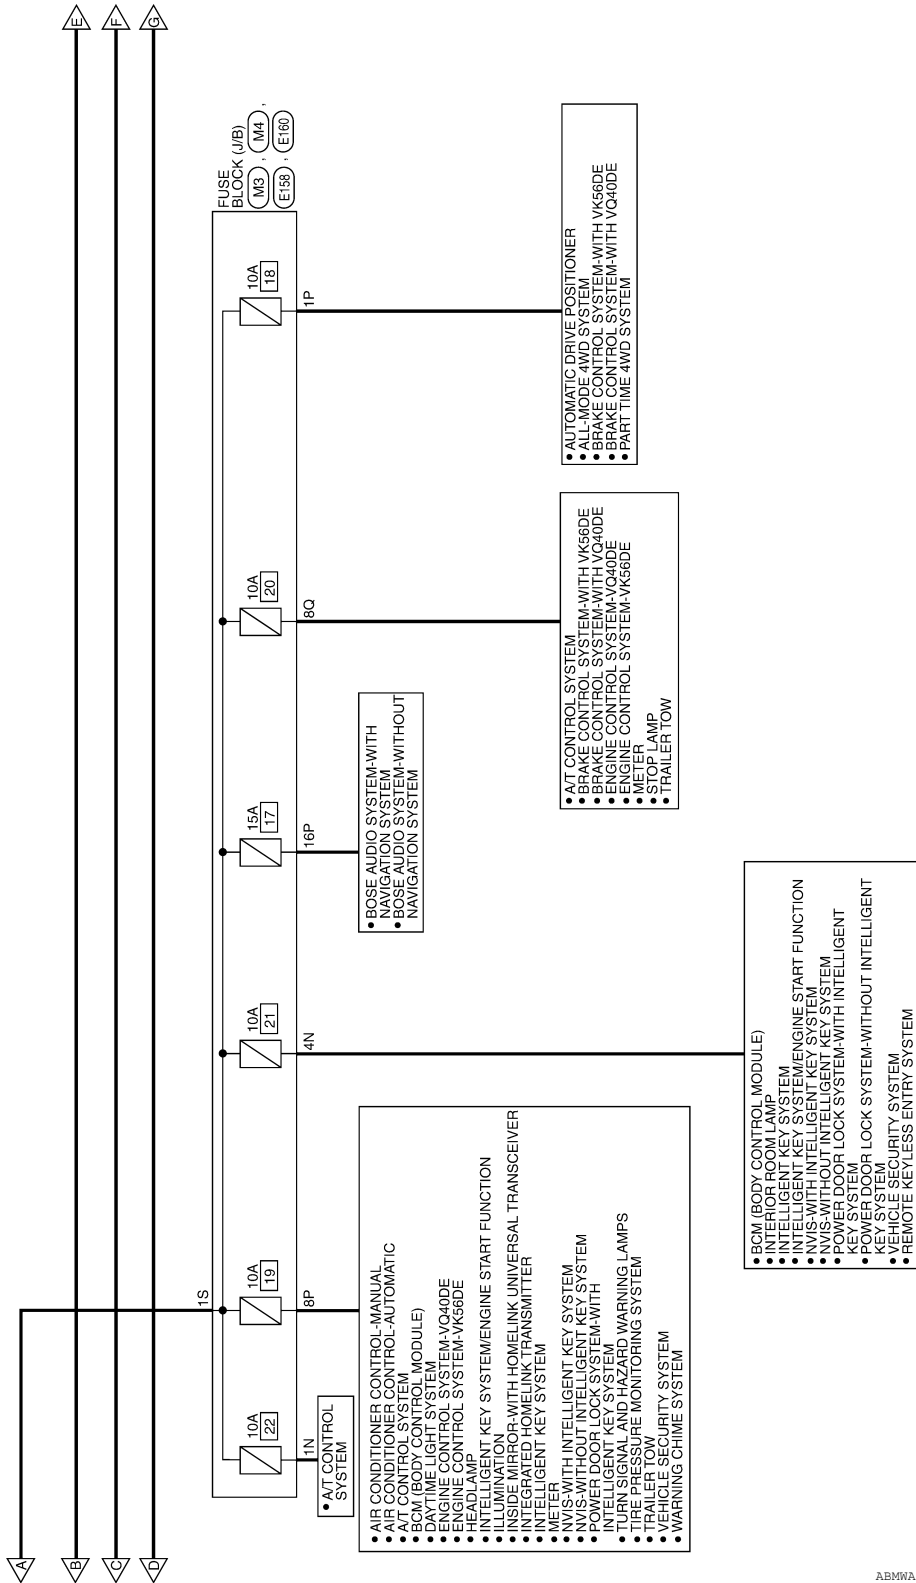 A
B
C
D
E
F
G
FUSE
BLOCK (J/B)
M3 , M4 ,
E158 , E160
1S
10A
22
1N
• A/T CONTROL
SYSTEM
10A
19
8P
• AIR CONDITIONER CONTROL-MANUAL
• AIR CONDITIONER CONTROL-AUTOMATIC
• A/T CONTROL SYSTEM
• BCM (BODY CONTROL MODULE)
• DAYTIME LIGHT SYSTEM
• ENGINE CONTROL SYSTEM-VQ40DE
• ENGINE CONTROL SYSTEM-VK56DE
• HEADLAMP
• INTELLIGENT KEY SYSTEM/ENGINE START FUNCTION
• ILLUMINATION
• INSIDE MIRROR-WITH HOMELINK UNIVERSAL TRANSCEIVER
• INTEGRATED HOMELINK TRANSMITTER
• INTELLIGENT KEY SYSTEM
• METER
• NVIS-WITH INTELLIGENT KEY SYSTEM
• NVIS-WITHOUT INTELLIGENT KEY SYSTEM
• POWER DOOR LOCK SYSTEM-WITH
INTELLIGENT KEY SYSTEM
• TURN SIGNAL AND HAZARD WARNING LAMPS
• TIRE PRESSURE MONITORING SYSTEM
• TRAILER TOW
• VEHICLE SECURITY SYSTEM
• WARNING CHIME SYSTEM
10A
21
4N
• BCM (BODY CONTROL MODULE)
• INTERIOR ROOM LAMP
• INTELLIGENT KEY SYSTEM
• INTELLIGENT KEY SYSTEM/ENGINE START FUNCTION
• NVIS-WITH INTELLIGENT KEY SYSTEM
• NVIS-WITHOUT INTELLIGENT KEY SYSTEM
• POWER DOOR LOCK SYSTEM-WITH INTELLIGENT
KEY SYSTEM
• POWER DOOR LOCK SYSTEM-WITHOUT INTELLIGENT
KEY SYSTEM
• VEHICLE SECURITY SYSTEM
• REMOTE KEYLESS ENTRY SYSTEM
15A
17
16P
• BOSE AUDIO SYSTEM-WITH
NAVIGATION SYSTEM
• BOSE AUDIO SYSTEM-WITHOUT
NAVIGATION SYSTEM
10A
20
8Q
• A/T CONTROL SYSTEM
• BRAKE CONTROL SYSTEM-WITH VK56DE
• BRAKE CONTROL SYSTEM-WITH VQ40DE
• ENGINE CONTROL SYSTEM-VQ40DE
• ENGINE CONTROL SYSTEM-VK56DE
• METER
• STOP LAMP
• TRAILER TOW
10A
18
1P
• AUTOMATIC DRIVE POSITIONER
• ALL-MODE 4WD SYSTEM
• BRAKE CONTROL SYSTEM-WITH VK56DE
• BRAKE CONTROL SYSTEM-WITH VQ40DE
• PART TIME 4WD SYSTEM
ABMWA